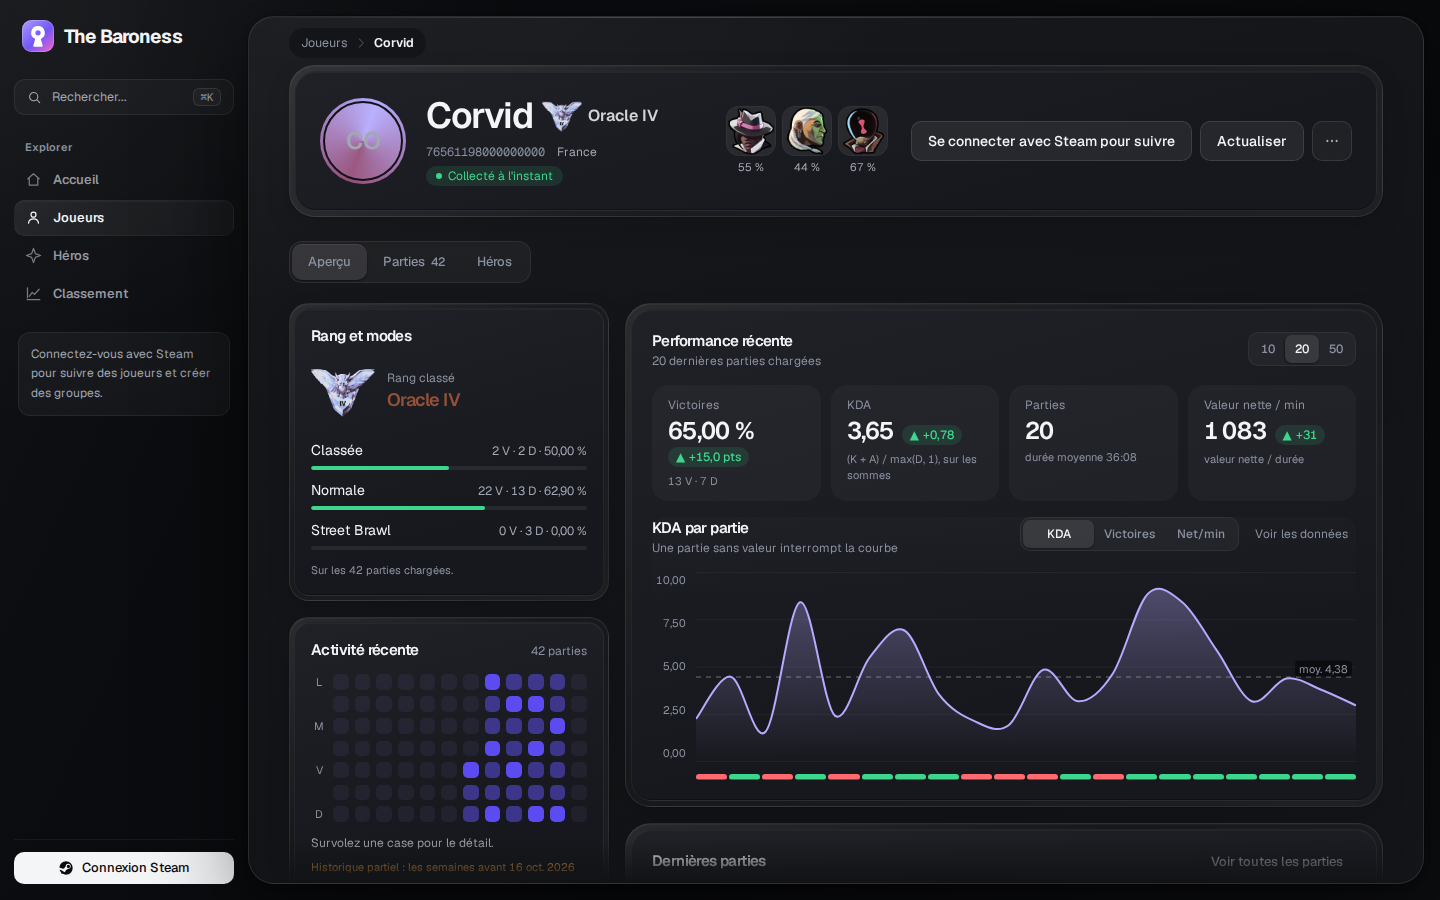 The Baroness
Rechercher...
⌘K
Explorer
Accueil
Joueurs
Héros
Classement
Connectez-vous avec Steam
pour suivre des joueurs et créer
des groupes.
Connexion Steam
Joueurs > Corvid
CO
Corvid
IV
Oracle IV
76561198000000000 France
Collecté à l'instant
55 % 44 % 67 %
Se connecter avec Steam pour suivre
Actualiser
...
Aperçu
Parties 42
Héros
Rang et modes
IV
Rang classé
Oracle IV
Classée 2 V · 2 D · 50,00 %
Normale 22 V · 13 D · 62,90 %
Street Brawl 0 V · 3 D · 0,00 %
Sur les 42 parties chargées.
Activité récente 42 parties
L
M
V
D
Survolez une case pour le détail.
Historique partiel : les semaines avant 16 oct. 2026
Performance récente
20 dernières parties chargées
10 20 50
Victoires
65,00 %
▲ +15,0 pts
13 V · 7 D
KDA
3,65 ▲ +0,78
(K + A) / max(D, 1), sur les
sommes
Parties
20
durée moyenne 36:08
Valeur nette / min
1 083 ▲ +31
valeur nette / durée
KDA par partie
Une partie sans valeur interrompt la courbe
KDA Victoires Net/min
Voir les données
10,00
7,50
5,00
2,50
0,00
moy. 4,38
Dernières parties
Voir toutes les parties